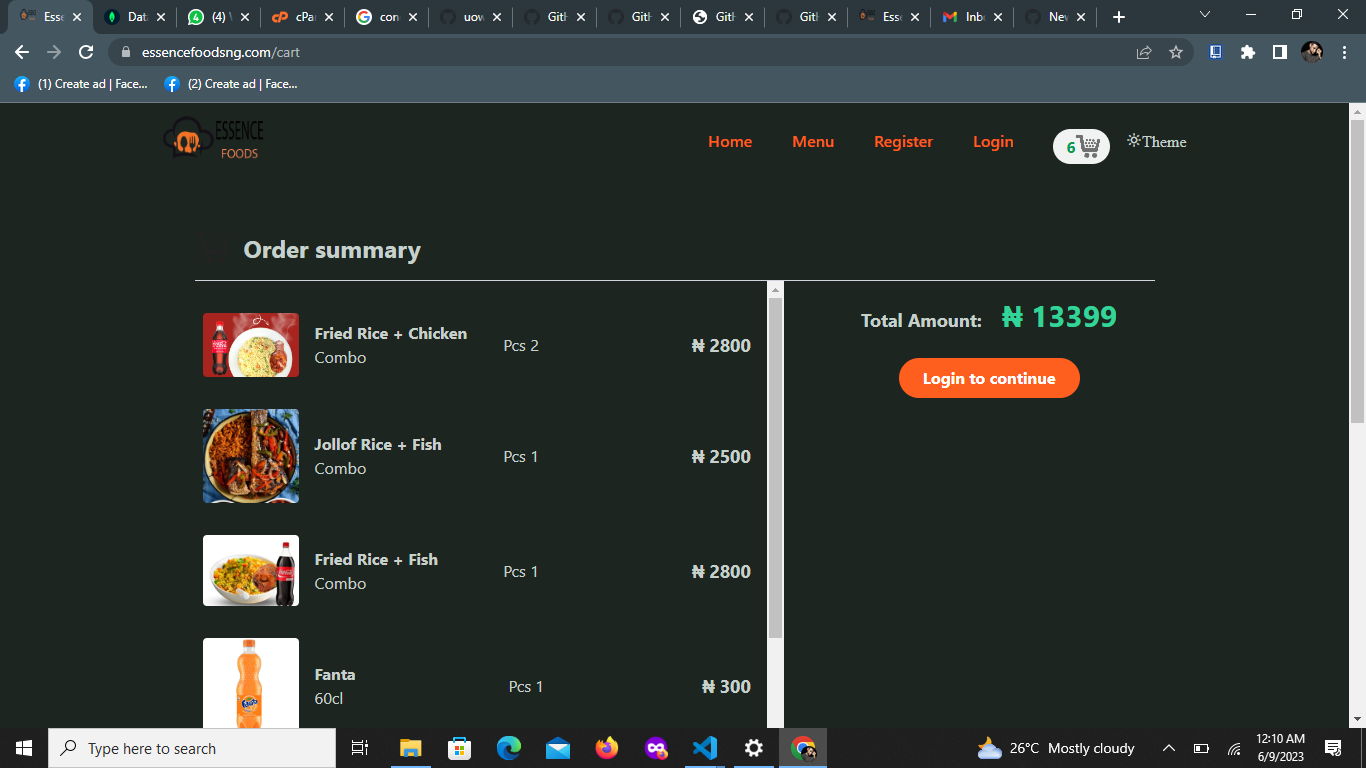 Esse
Data
(4) W
cPan
con
uow
Gith
Gith
Gith
Gith
Esse
Inb
New
essencefoodsng.com/cart
(1) Create ad | Face...
(2) Create ad | Face...
ESSENCE
FOODS
Home
Menu
Register
Login
6
Theme
Order summary
Fried Rice + Chicken
Combo
Pcs 2
₦ 2800
Total Amount:
₦ 13399
Login to continue
Jollof Rice + Fish
Combo
Pcs 1
₦ 2500
Fried Rice + Fish
Combo
Pcs 1
₦ 2800
Fanta
60cl
Pcs 1
₦ 300
Type here to search
26°C Mostly cloudy
12:10 AM
6/9/2023